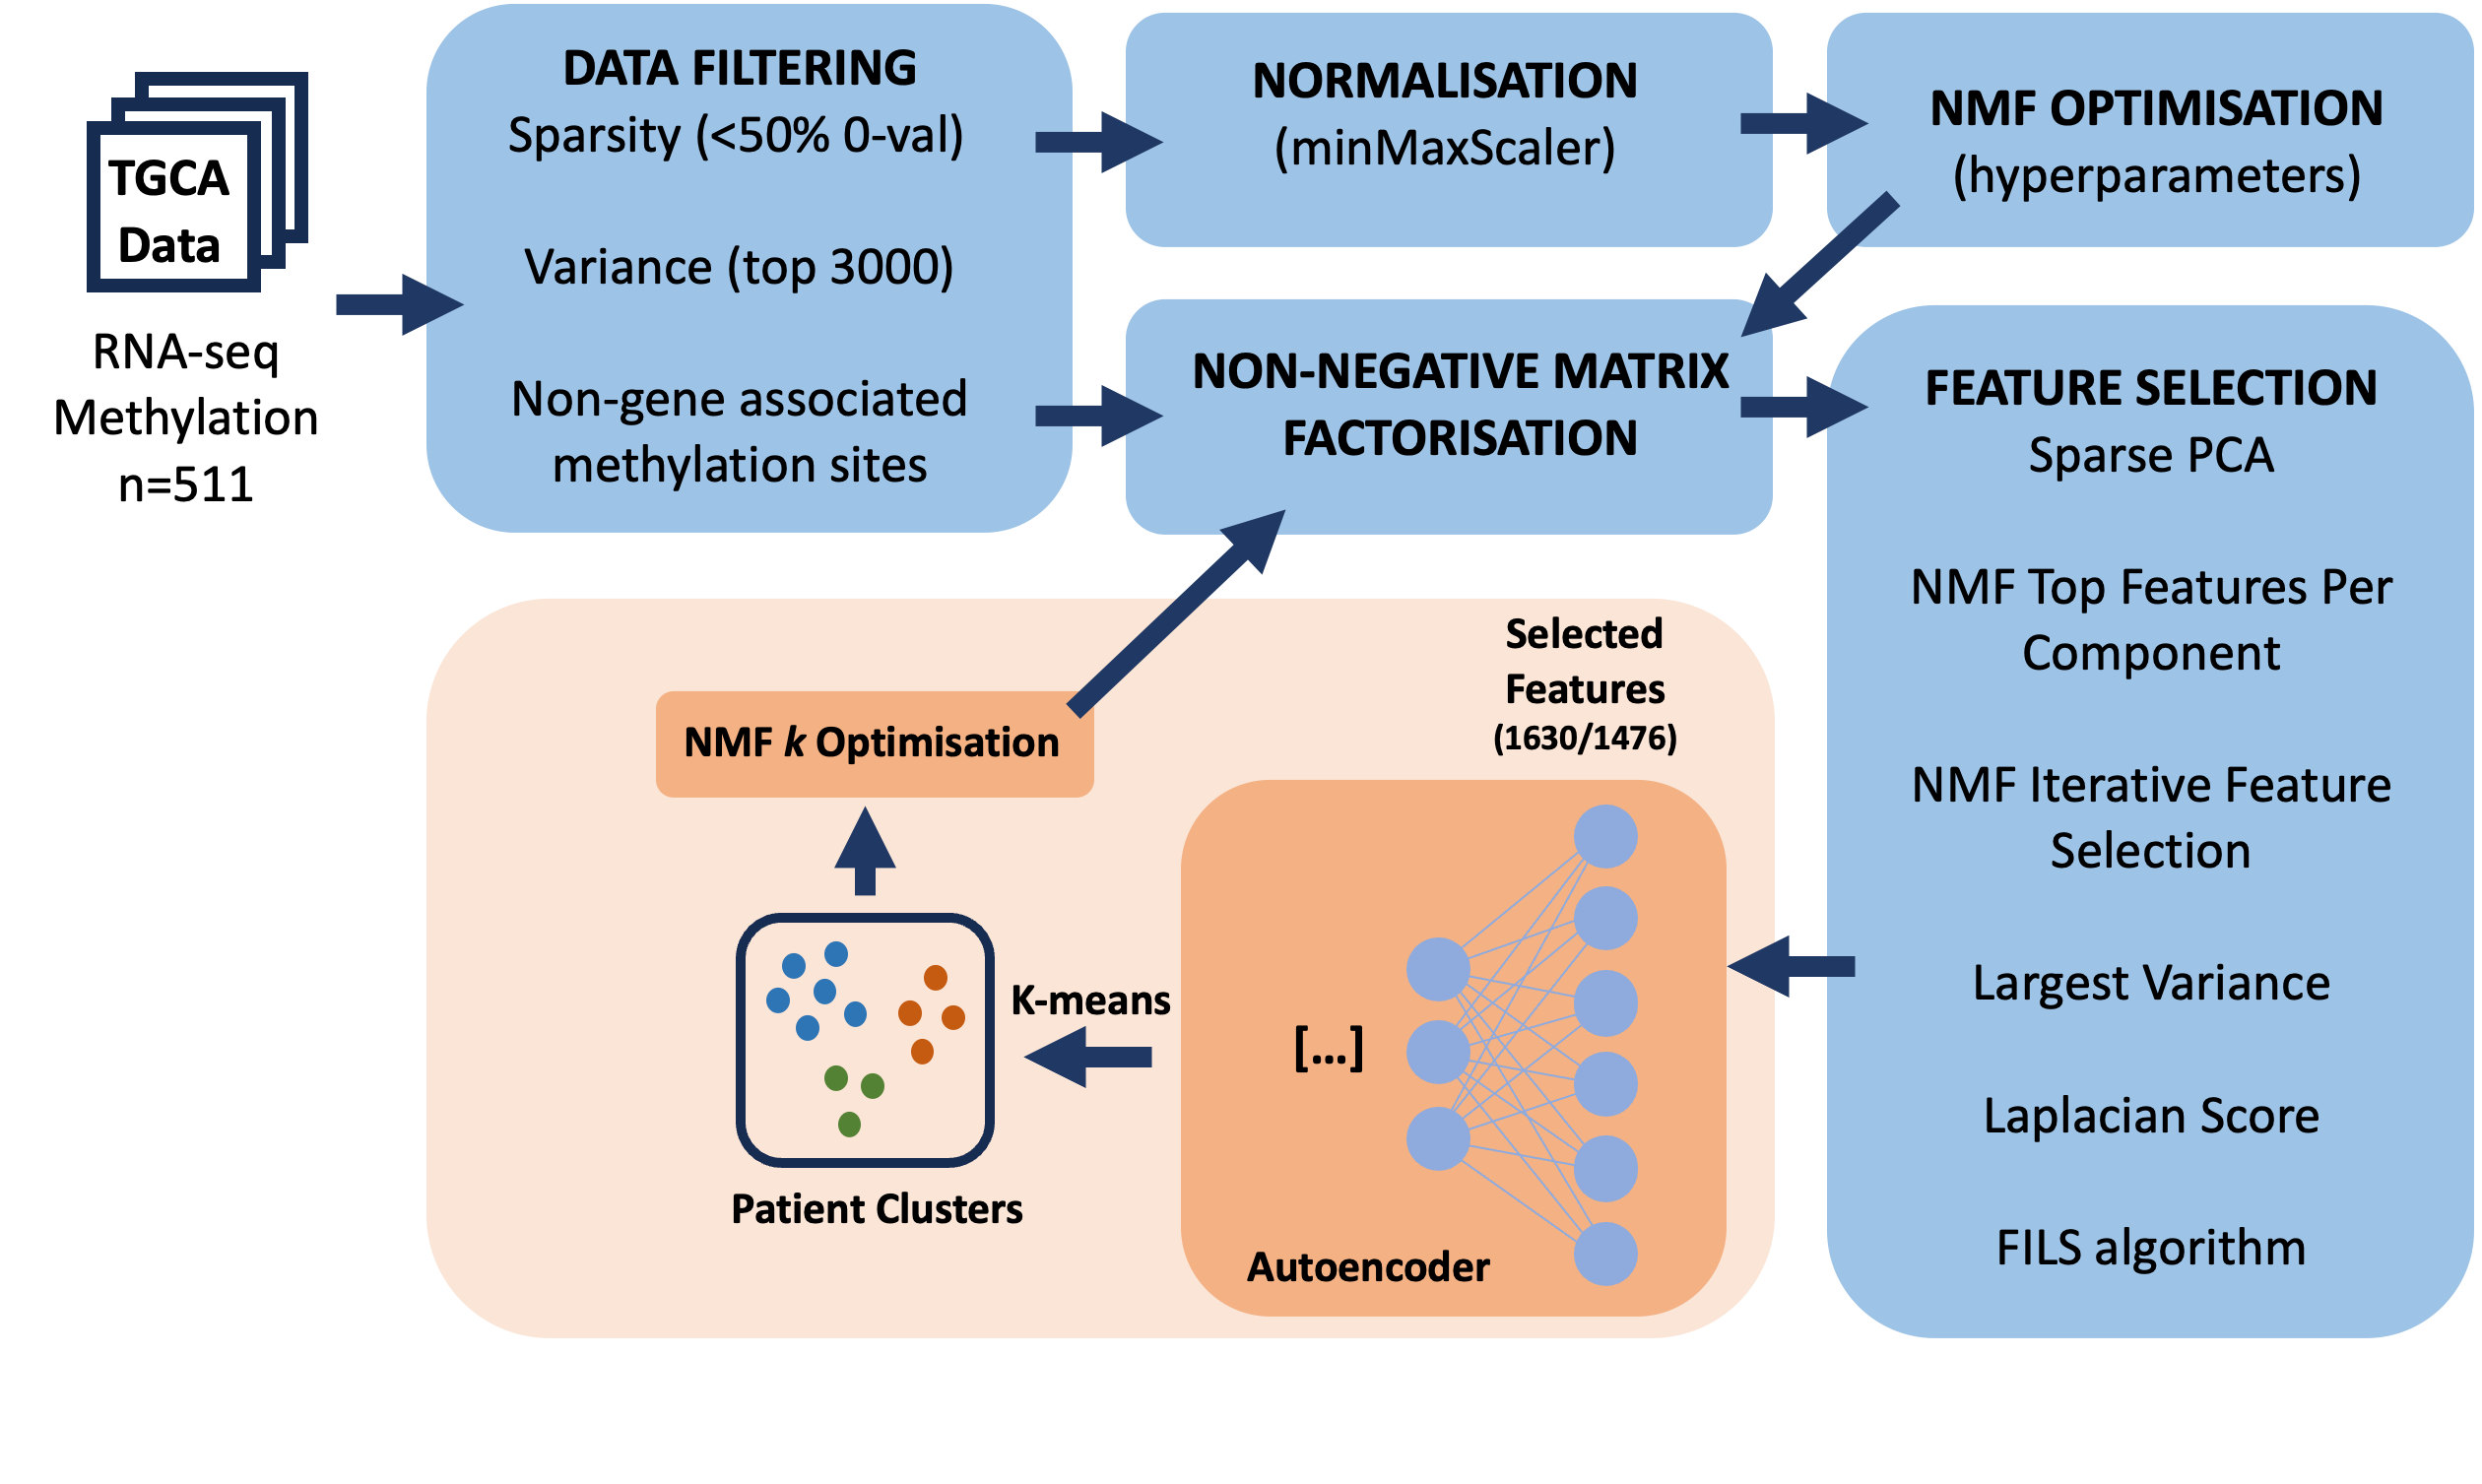 TGCA
Data
RNA-seq
Methylation
n=511
DATA FILTERING
Sparsity (<50% 0-val)
Variance (top 3000)
Non-gene associated
methylation sites
NORMALISATION
(minMaxScaler)
NMF OPTIMISATION
(hyperparameters)
NON-NEGATIVE MATRIX
FACTORISATION
FEATURE SELECTION
Sparse PCA
NMF Top Features Per
Component
NMF Iterative Feature
Selection
Largest Variance
Laplacian Score
FILS algorithm
Selected
Features
(1630/1476)
[...]
Autoencoder
K-means
Patient Clusters
NMF k Optimisation